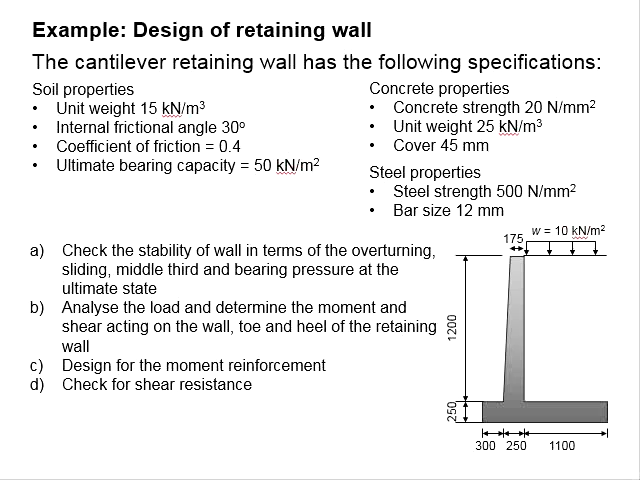 Example: Design of retaining wall
The cantilever retaining wall has the following specifications:
Soil properties
• Unit weight 15 kN/m³
• Internal frictional angle 30º
• Coefficient of friction = 0.4
• Ultimate bearing capacity = 50 kN/m²
Concrete properties
• Concrete strength 20 N/mm²
• Unit weight 25 kN/m³
• Cover 45 mm
Steel properties
• Steel strength 500 N/mm²
• Bar size 12 mm
a) Check the stability of wall in terms of the overturning,
sliding, middle third and bearing pressure at the
ultimate state
b) Analyse the load and determine the moment and
shear acting on the wall, toe and heel of the retaining
wall
c) Design for the moment reinforcement
d) Check for shear resistance
w = 10 kN/m²
175
1200
250
300 250 1100